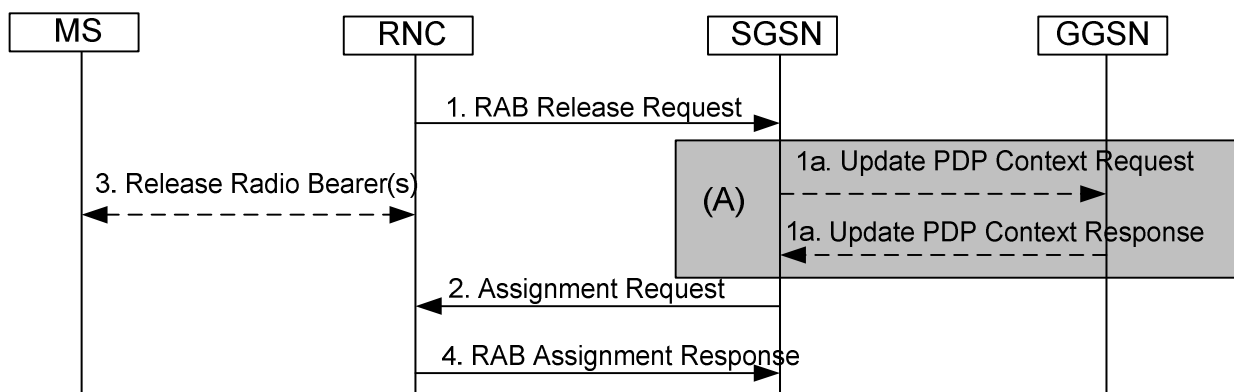 MS
RNC
SGSN
GGSN
1. RAB Release Request
1a. Update PDP Context Request
3. Release Radio Bearer(s)
(A)
1a. Update PDP Context Response
2. Assignment Request
4. RAB Assignment Response